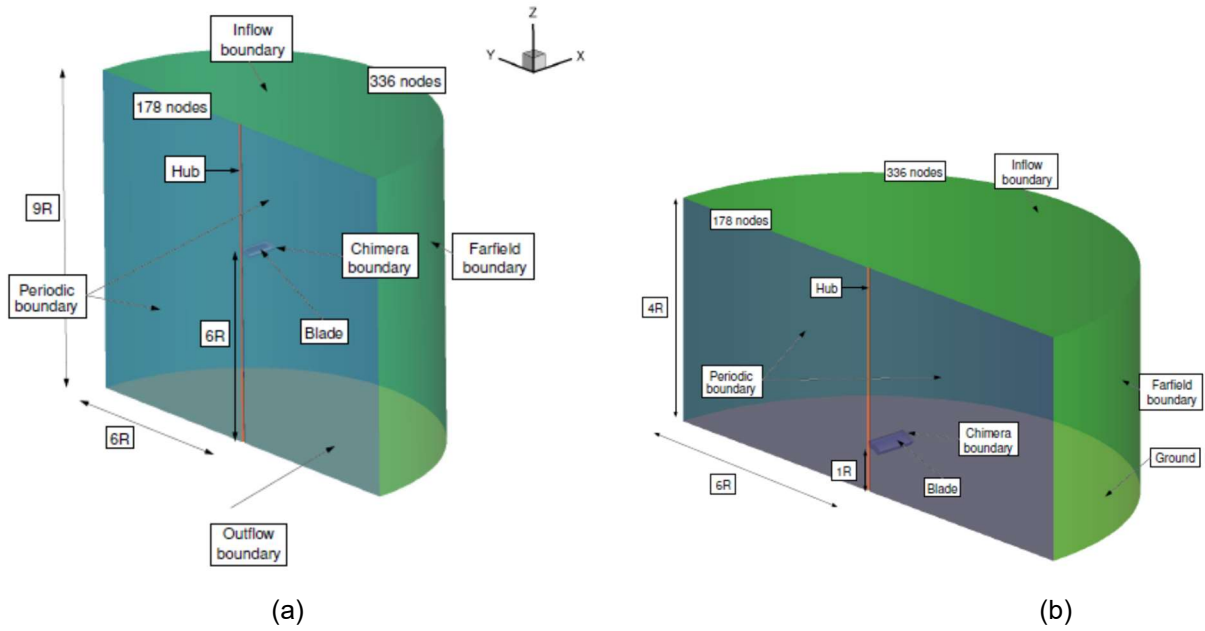 Z
Y
X
Inflow
boundary
336 nodes
178 nodes
Hub
9R
Chimera
boundary
Farfield
boundary
Periodic
boundary
6R
Blade
6R
Outflow
boundary
(a)
Inflow
boundary
336 nodes
178 nodes
Hub
4R
Periodic
boundary
Farfield
boundary
Chimera
boundary
Ground
1R
Blade
6R
(b)